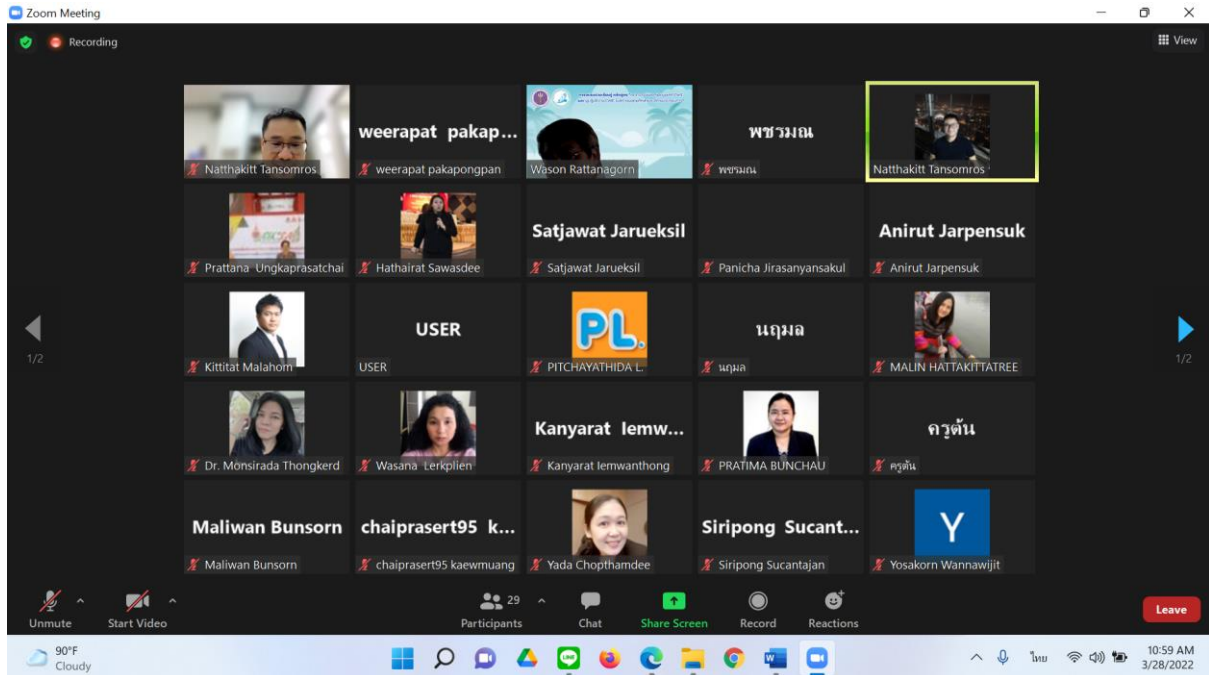 Zoom Meeting
Recording
View
Natthakitt Tansomros
weerapat pakap...
weerapat pakapongpan
Wason Rattanagorn
พชรมณ
พชรมณ
Natthakitt Tansomros
Prattana Ungkaprasatchai
Hathairat Sawasdee
Satjawat Jarueksil
Satjawat Jarueksil
Panicha Jirasanyansakul
Anirut Jarpensuk
Anirut Jarpensuk
1/2
Kittitat Malahom
USER
USER
PL.
PITCHAYATHIDA L.
นฤมล
นฤมล
MALIN HATTAKITTATREE
1/2
Dr. Monsirada Thongkerd
Wasana Lerkplien
Kanyarat Iemw...
Kanyarat Iemwanthong
PRATIMA BUNCHAU
ครูต้น
ครูต้น
Maliwan Bunsorn
Maliwan Bunsorn
chaiprasert95 k...
chaiprasert95 kaewmuang
Yada Chopthamdee
Siripong Sucant...
Siripong Sucantajan
Y
Yosakorn Wannawijit
Unmute
Start Video
29
Participants
Chat
Share Screen
Record
Reactions
Leave
90°F
Cloudy
LINE
W
ไทย
10:59 AM
3/28/2022